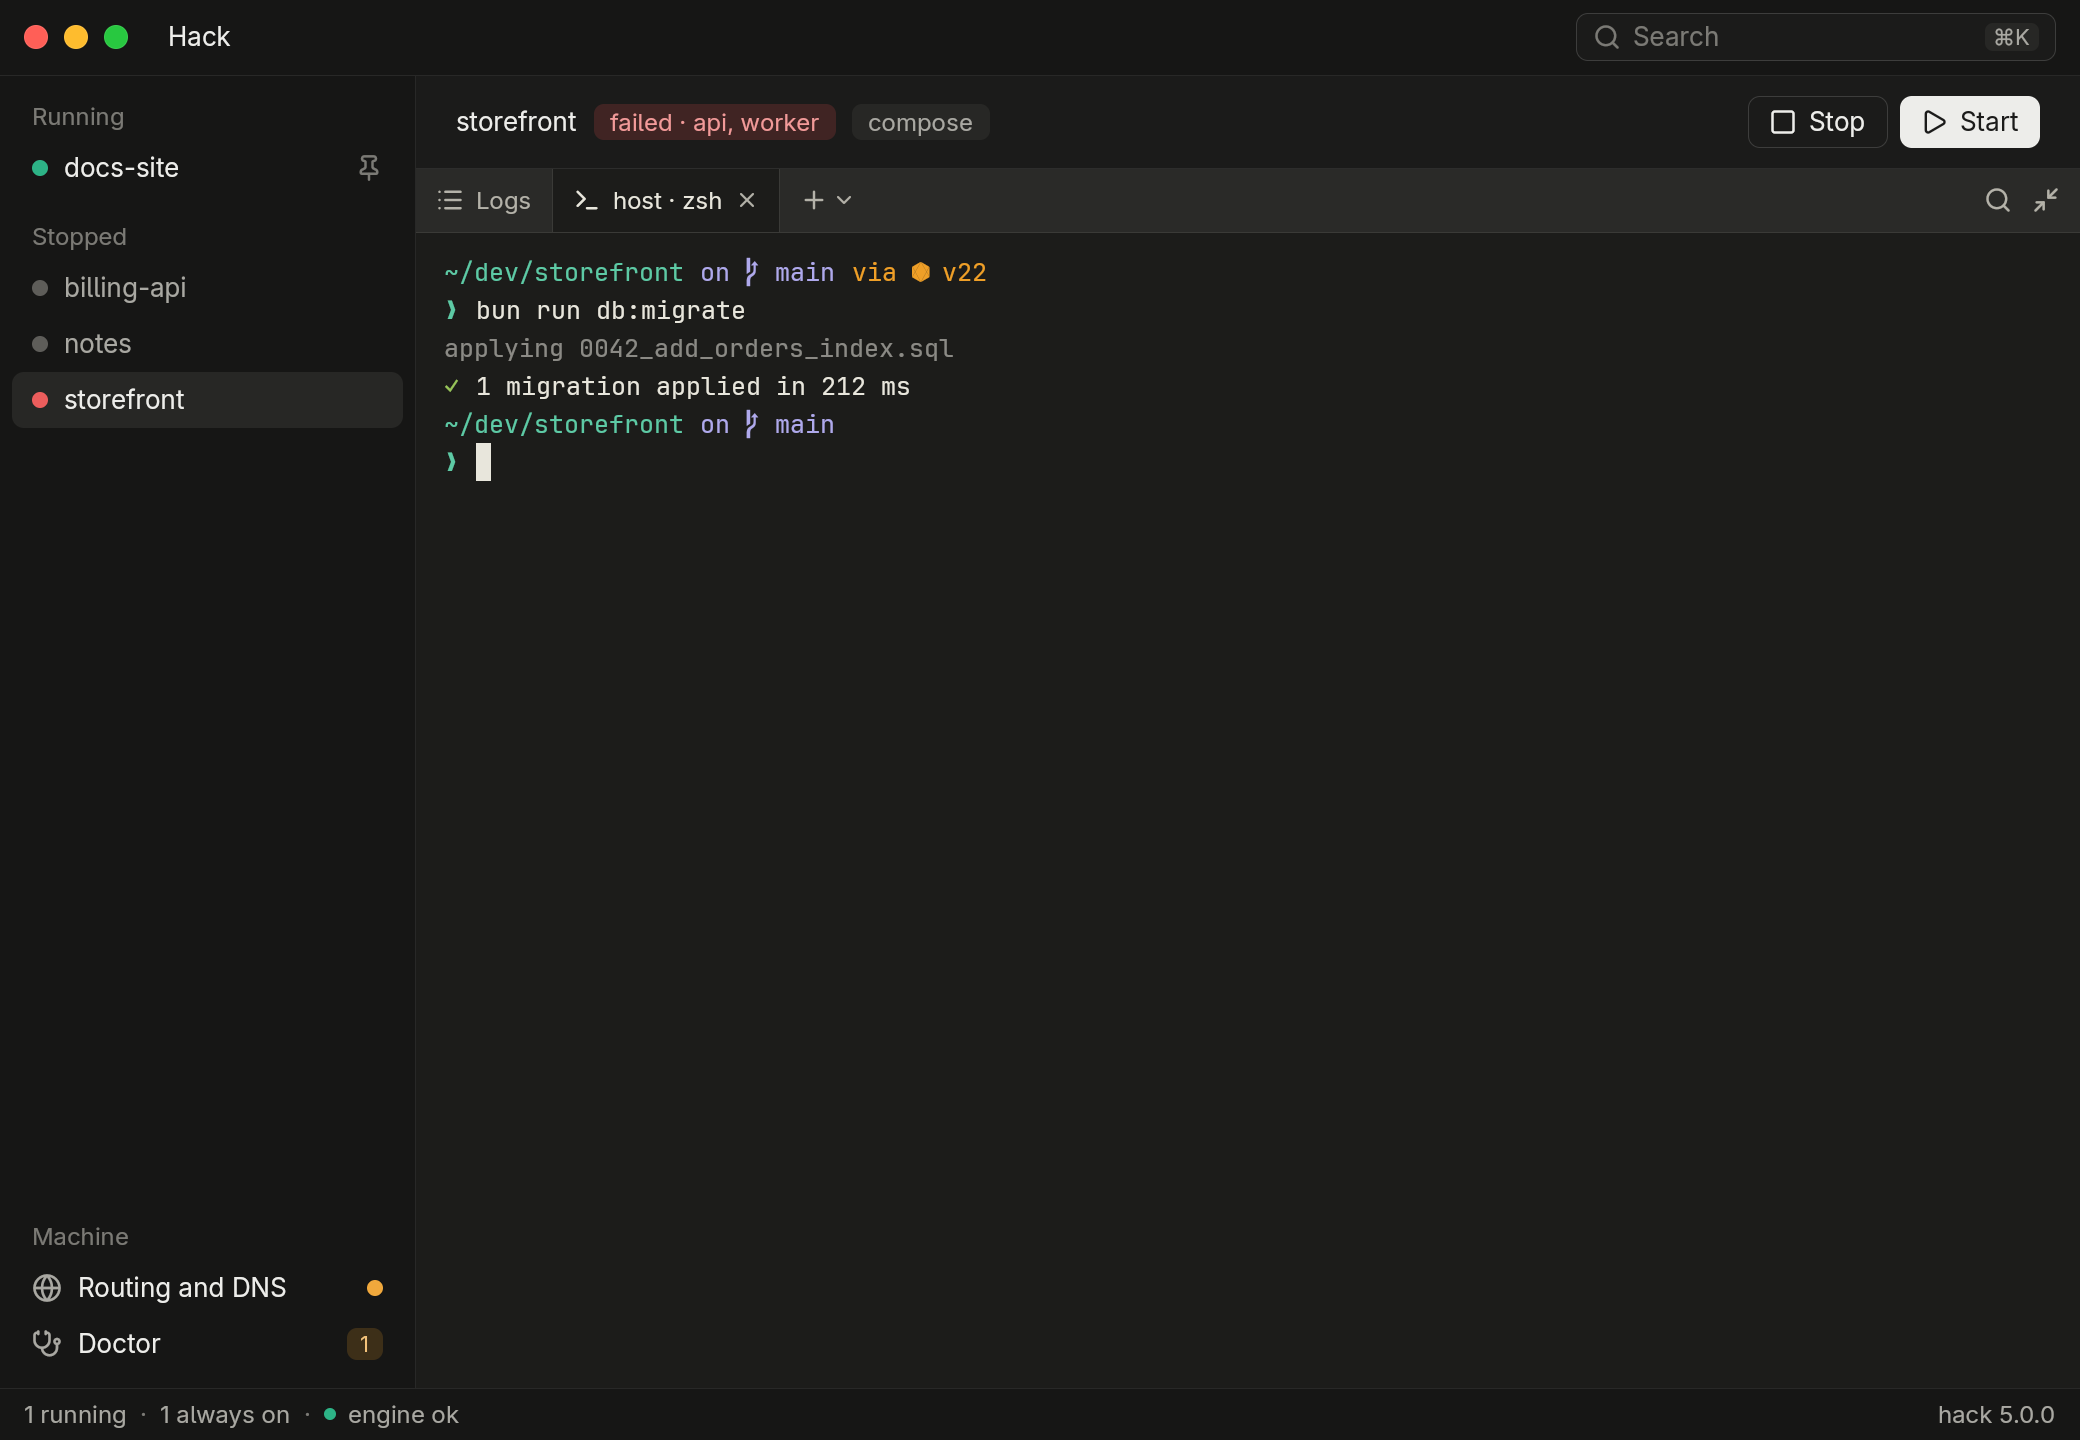 Hack
Search ⌘K
Running
docs-site
Stopped
billing-api
notes
storefront
Machine
Routing and DNS
Doctor 1
storefront failed · api, worker compose
Stop Start
Logs host · zsh
~/dev/storefront on main via v22
❯ bun run db:migrate
applying 0042_add_orders_index.sql
✓ 1 migration applied in 212 ms
~/dev/storefront on main
❯
1 running · 1 always on · engine ok
hack 5.0.0